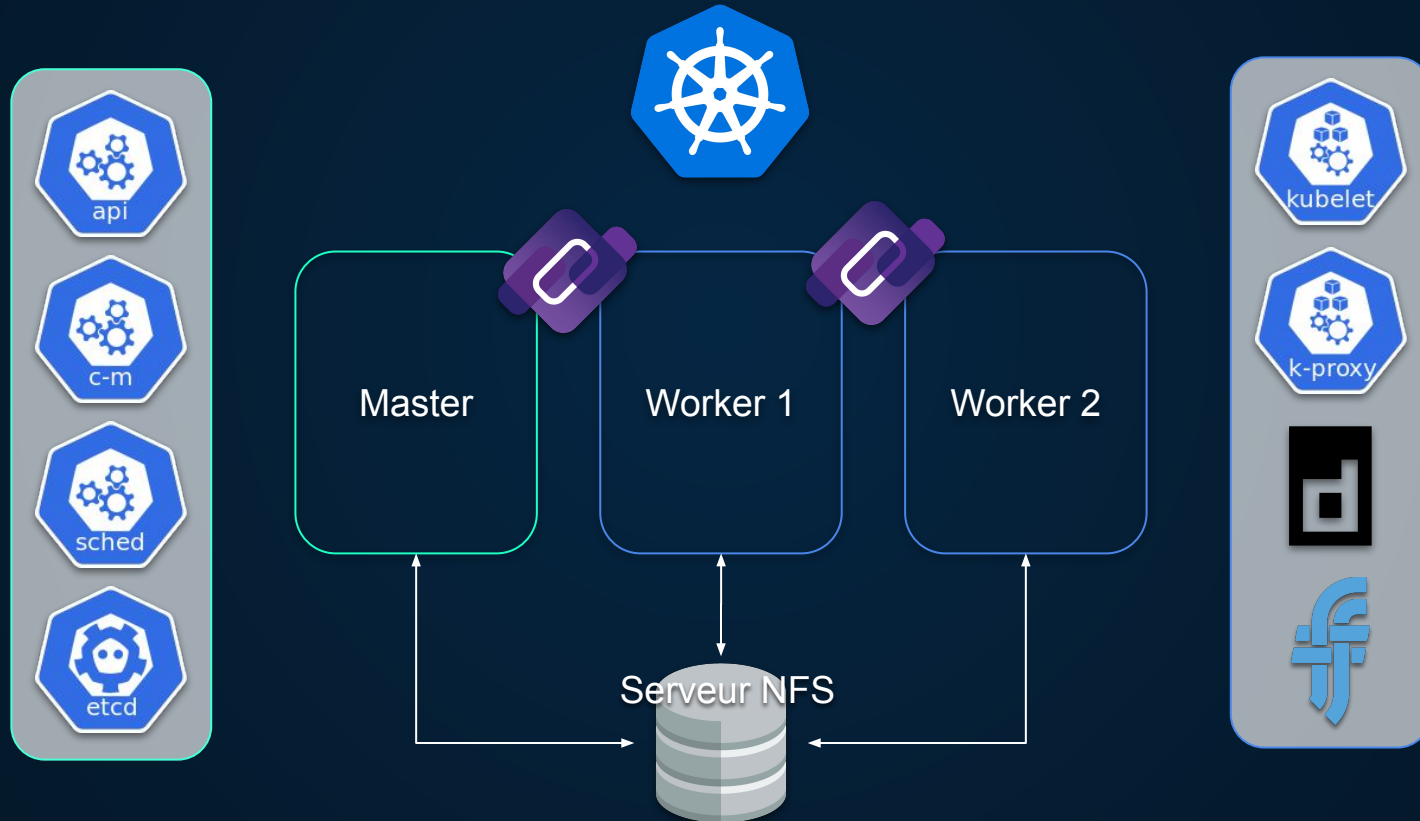 api
c-m
sched
etcd
Master
Worker 1
Worker 2
Serveur NFS
kubelet
k-proxy